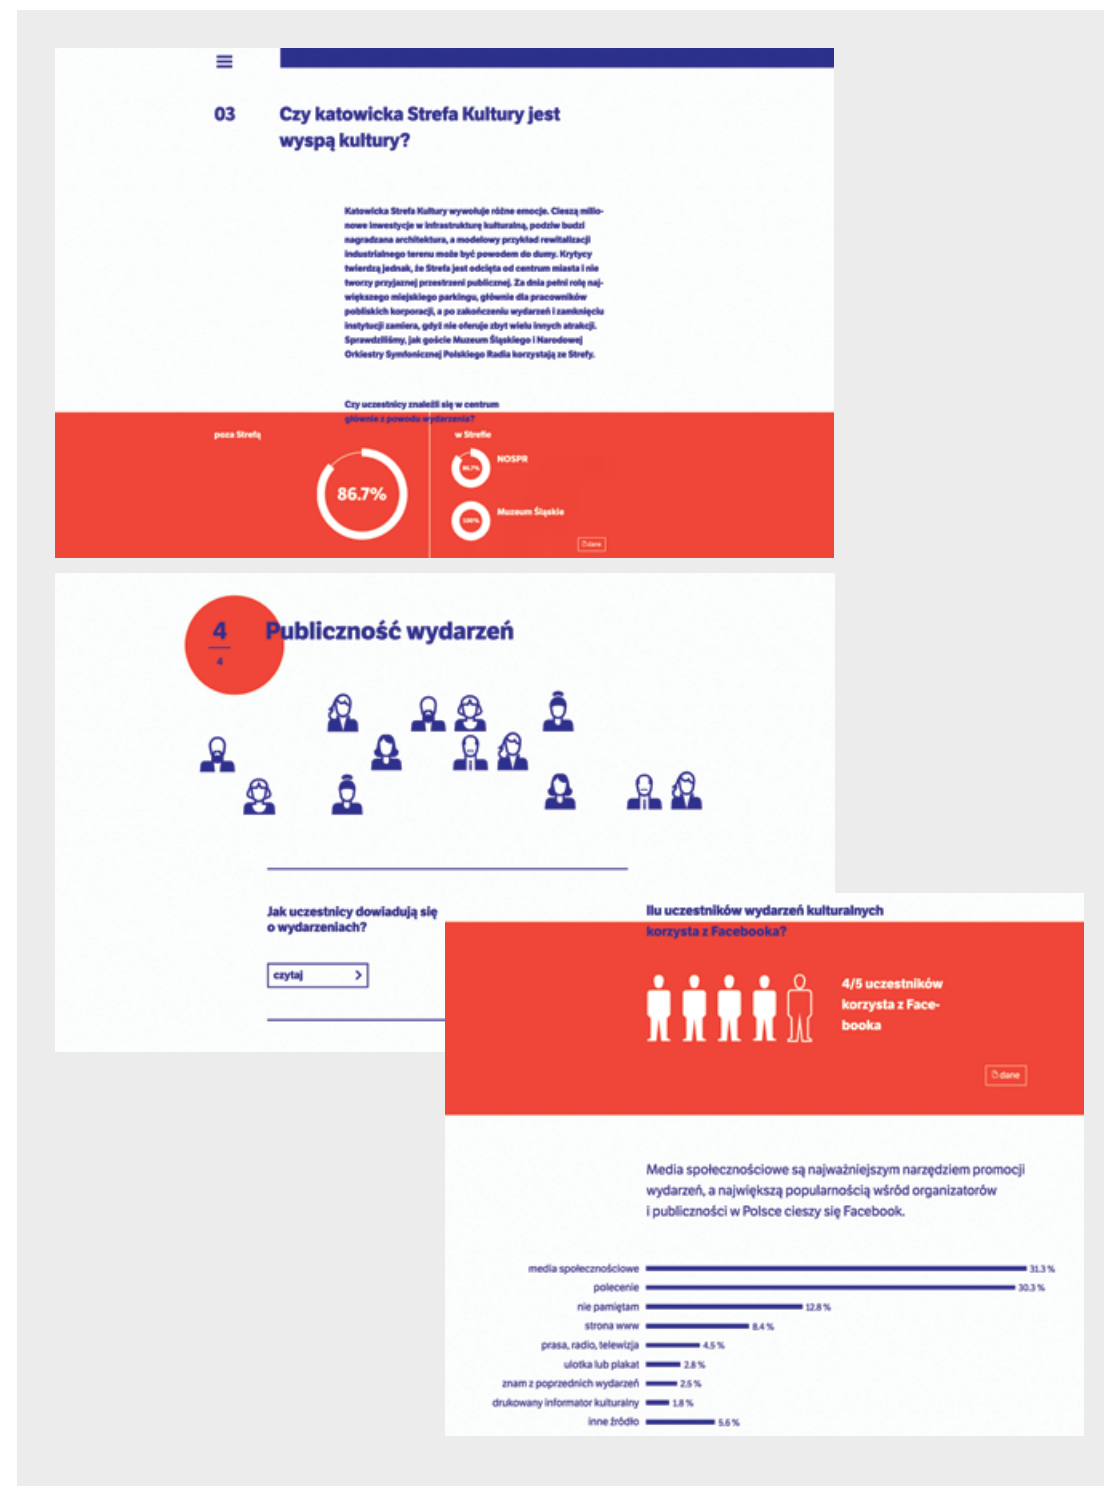 03
Czy katowicka Strefa Kultury jest
wyspą kultury?
Katowicka Strefa Kultury wywołuje różne emocje. Cieszą milio-
nowe inwestycje w infrastrukturę kulturalną, podziw budzi
nagradzana architektura, a modelowy przykład rewitalizacji
industrialnego terenu może być powodem do dumy. Krytycy
twierdzą jednak, że Strefa jest odcięta od centrum miasta i nie
tworzy przyjaznej przestrzeni publicznej. Za dnia pełni rolę naj-
większego miejskiego parkingu, głównie dla pracowników
pobliskich korporacji, a po zakończeniu wydarzeń i zamknięciu
instytucji zamiera, gdyż nie oferuje zbyt wielu innych atrakcji.
Sprawdziliśmy, jak goście Muzeum Śląskiego i Narodowej
Orkiestry Symfonicznej Polskiego Radia korzystają ze Strefy.
Czy uczestnicy znaleźli się w centrum
głównie z powodu wydarzenia?
poza Strefą
86.7%
w Strefie
86.7%
NOSPR
100%
Muzeum Śląskie
dane
4
4
Publiczność wydarzeń
Jak uczestnicy dowiadują się
o wydarzeniach?
czytaj
Ilu uczestników wydarzeń kulturalnych
korzysta z Facebooka?
4/5 uczestników
korzysta z Face-
booka
dane
Media społecznościowe są najważniejszym narzędziem promocji
wydarzeń, a największą popularnością wśród organizatorów
i publiczności w Polsce cieszy się Facebook.
media społecznościowe 31.3 %
polecenie 30.3 %
nie pamiętam 12.8 %
strona www 8.4 %
prasa, radio, telewizja 4.5 %
ulotka lub plakat 2.8 %
znam z poprzednich wydarzeń 2.5 %
drukowany informator kulturalny 1.8 %
inne źródło 5.6 %